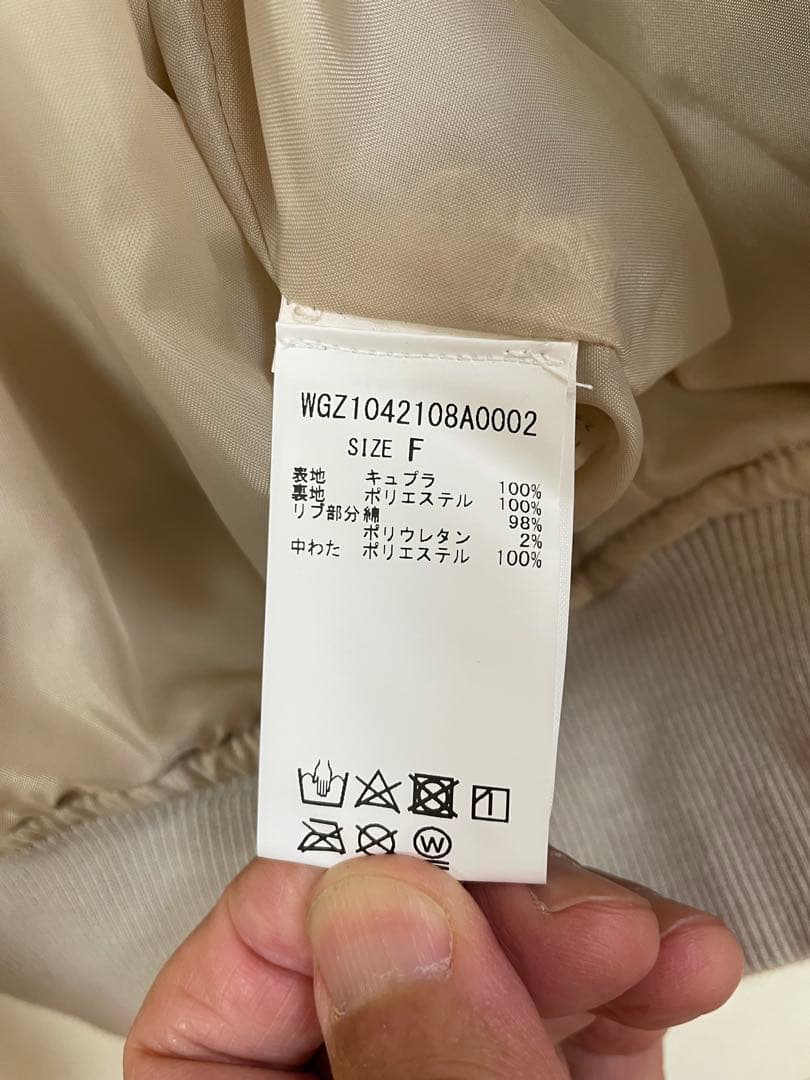 WGZ1042108A0002
SIZE F
表地 キュプラ 100%
裏地 ポリエステル 100%
リブ部分 綿 98%
ポリウレタン 2%
中わた ポリエステル 100%
W